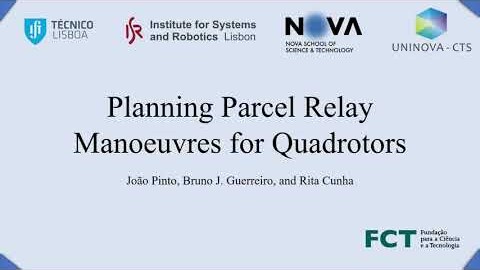 TÉCNICO
LISBOA
Institute for Systems
and Robotics Lisbon
NOVA
NOVA SCHOOL OF
SCIENCE & TECHNOLOGY
UNINOVA - CTS
Planning Parcel Relay
Manoeuvres for Quadrotors
João Pinto, Bruno J. Guerreiro, and Rita Cunha
FCT
Fundação
para a Ciência
e a Tecnologia